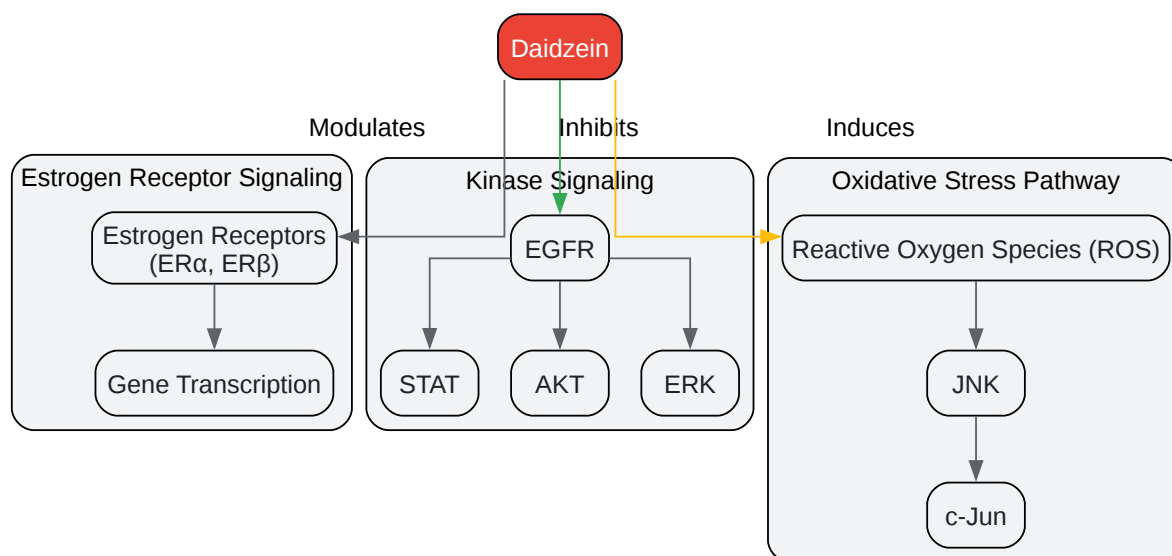 Daidzein
Modulates
Inhibits
Induces
Estrogen Receptor Signaling
Kinase Signaling
Oxidative Stress Pathway
Estrogen Receptors
(ERα, ERβ)
EGFR
Reactive Oxygen Species (ROS)
Gene Transcription
STAT
AKT
ERK
JNK
c-Jun